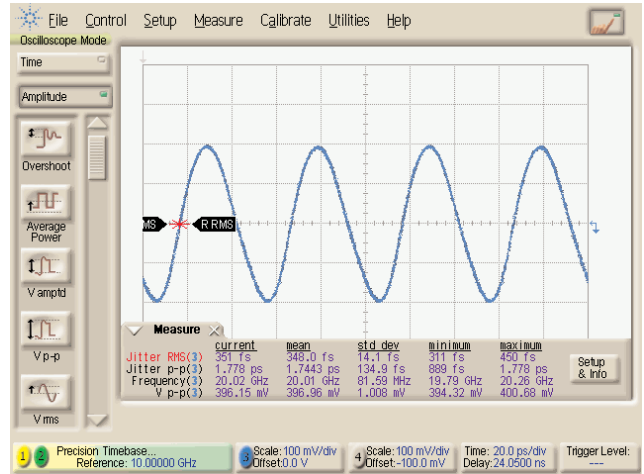 File Control Setup Measure Calibrate Utilities Help
Oscilloscope Mode
Time
Amplitude
Overshoot
Average
Power
V amptd
V p-p
V rms
MS R RMS
Measure
current mean std dev minimum maximum
Jitter RMS(3) 351 fs 348.0 fs 14.1 fs 311 fs 450 fs
Jitter p-p(3) 1.778 ps 1.7443 ps 134.9 fs 889 fs 1.778 ps
Frequency(3) 20.02 GHz 20.01 GHz 81.59 MHz 19.79 GHz 20.26 GHz
V p-p(3) 396.15 mV 396.96 mV 1.008 mV 394.32 mV 400.68 mV
Setup
& Info
1 2 Precision Timebase...
Reference: 10.00000 GHz
3 Scale: 100 mV/div
Offset:0.0 V
4 Scale: 100 mV/div
Offset:-100.0 mV
Time: 20.0 ps/div
Delay:24.0500 ns
Trigger Level:
---